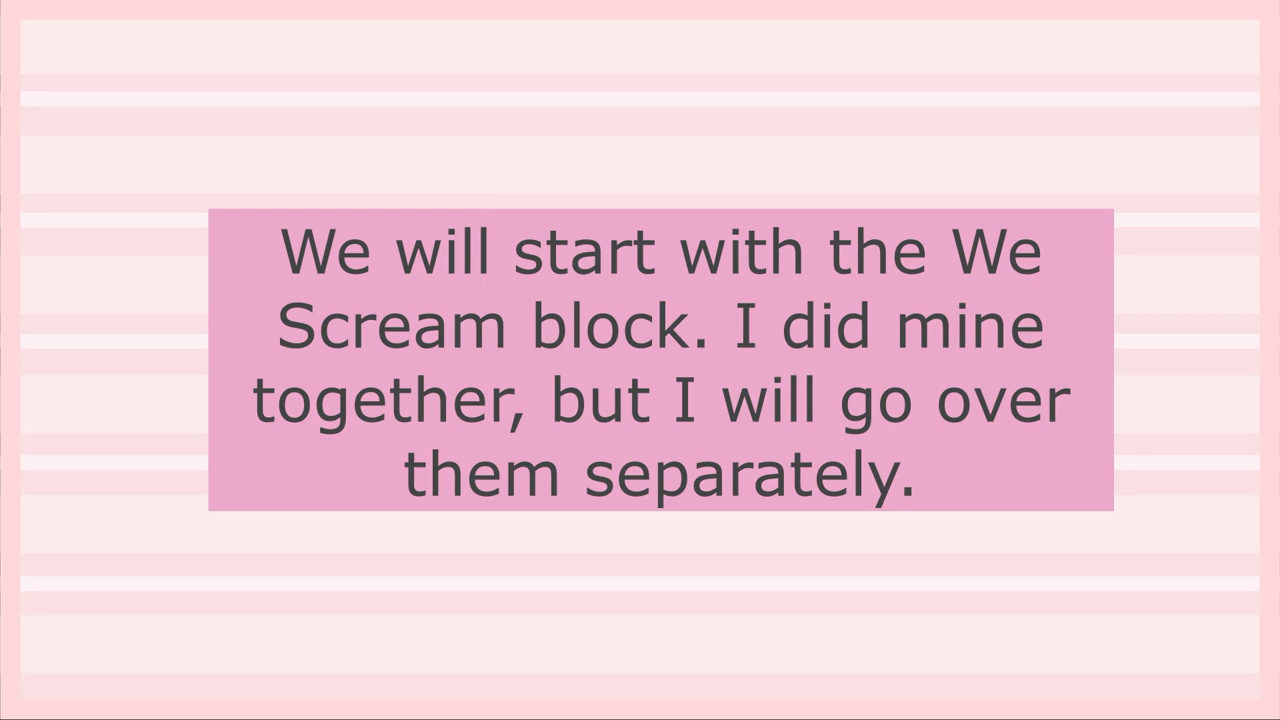 We will start with the We
Scream block. I did mine
together, but I will go over
them separately.